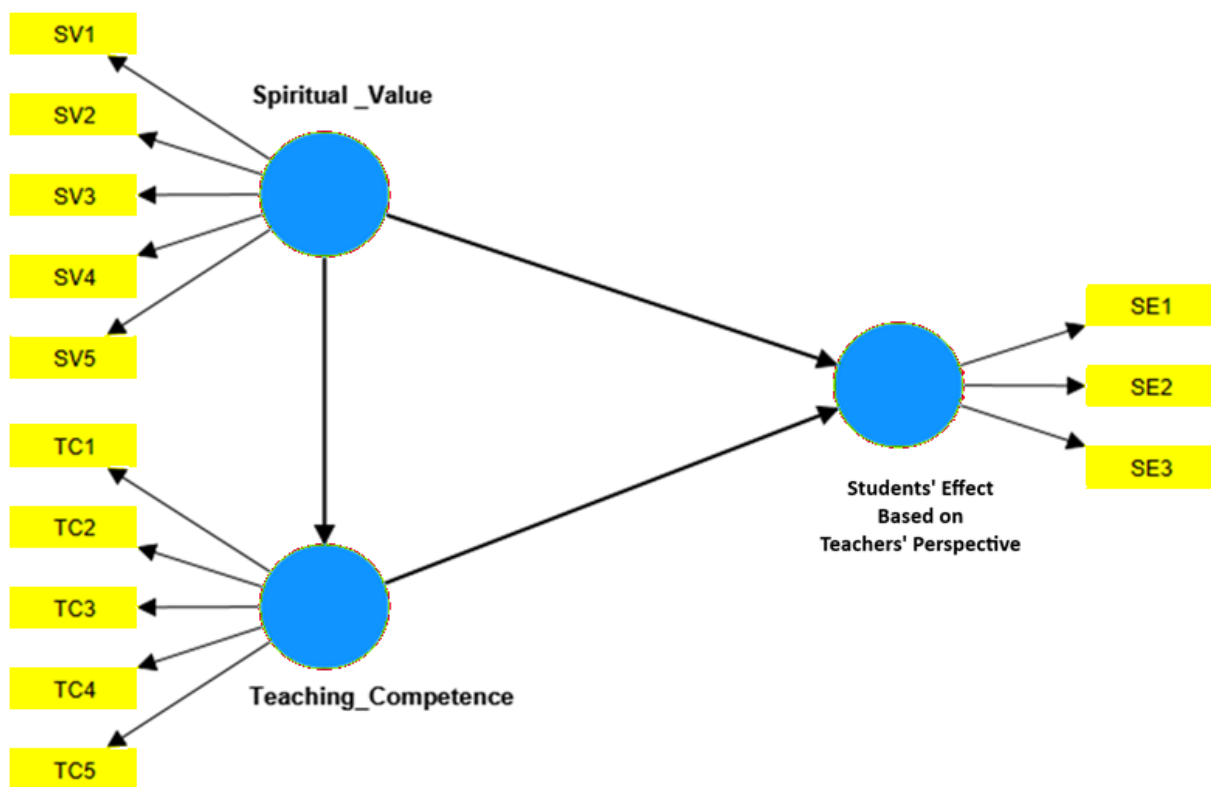 SV1
SV2
SV3
SV4
SV5
Spiritual _Value
TC1
TC2
TC3
TC4
TC5
Teaching_Competence
Students' Effect
Based on
Teachers' Perspective
SE1
SE2
SE3